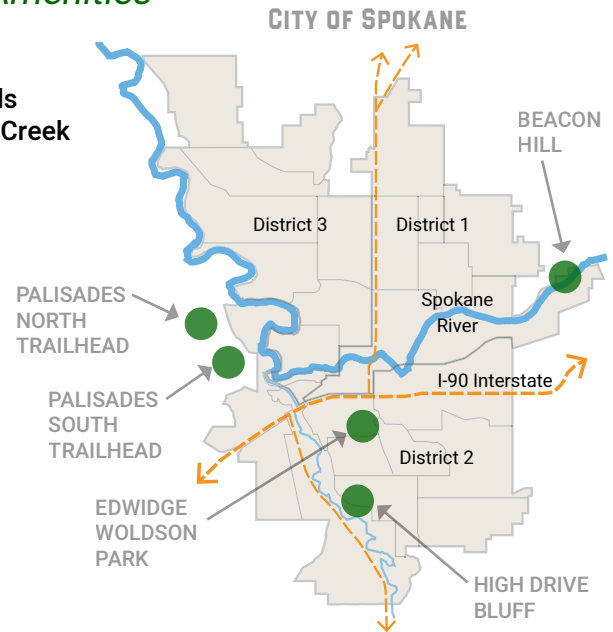 Amenities
CITY OF SPOKANE
ls
Creek
BEACON
HILL
District 3
District 1
PALISADES
NORTH
TRAILHEAD
Spokane
River
I-90 Interstate
PALISADES
SOUTH
TRAILHEAD
District 2
EDWIDGE
WOLDSON
PARK
HIGH DRIVE
BLUFF